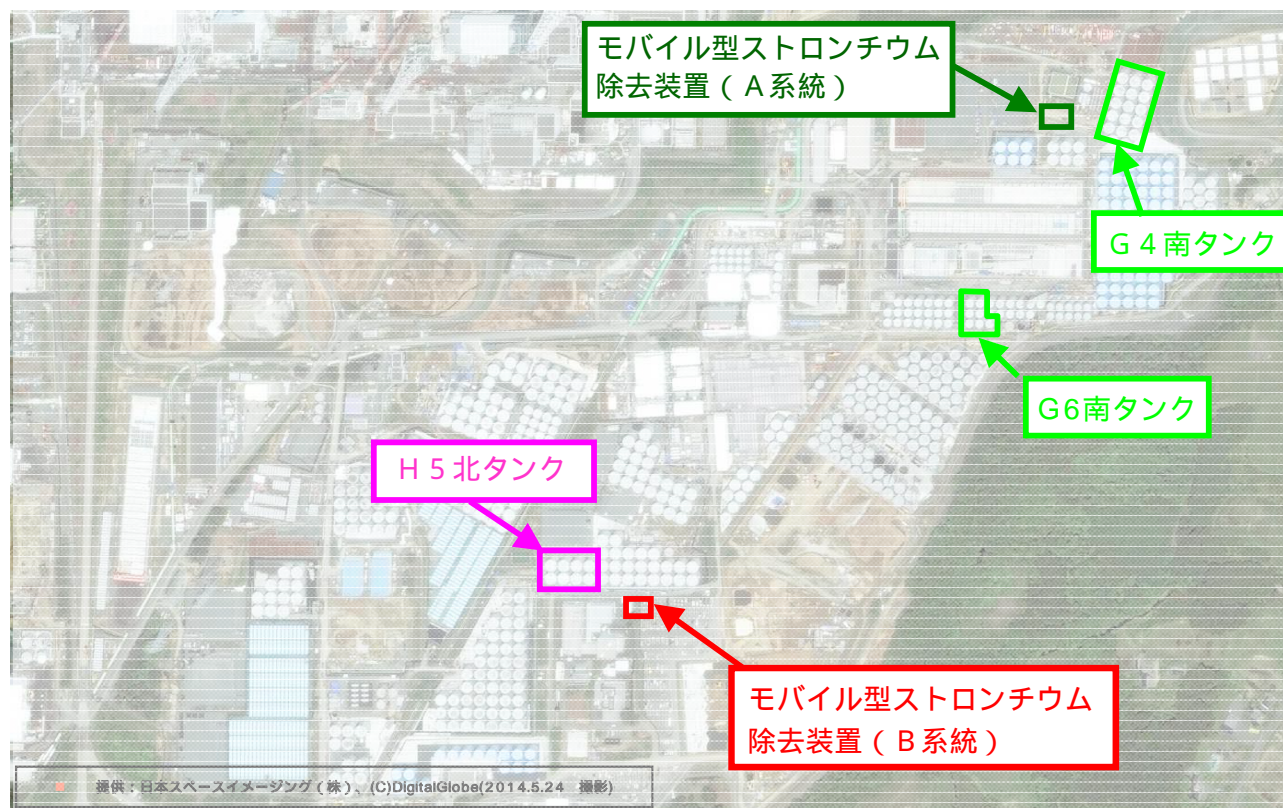 モバイル型ストロンチウム
除去装置（A系統）
G４南タンク
G6南タンク
H５北タンク
モバイル型ストロンチウム
除去装置（B系統）
提供：日本スペースイメージング（株）、(C)DigitalGlobe(2014.5.24　撮影)